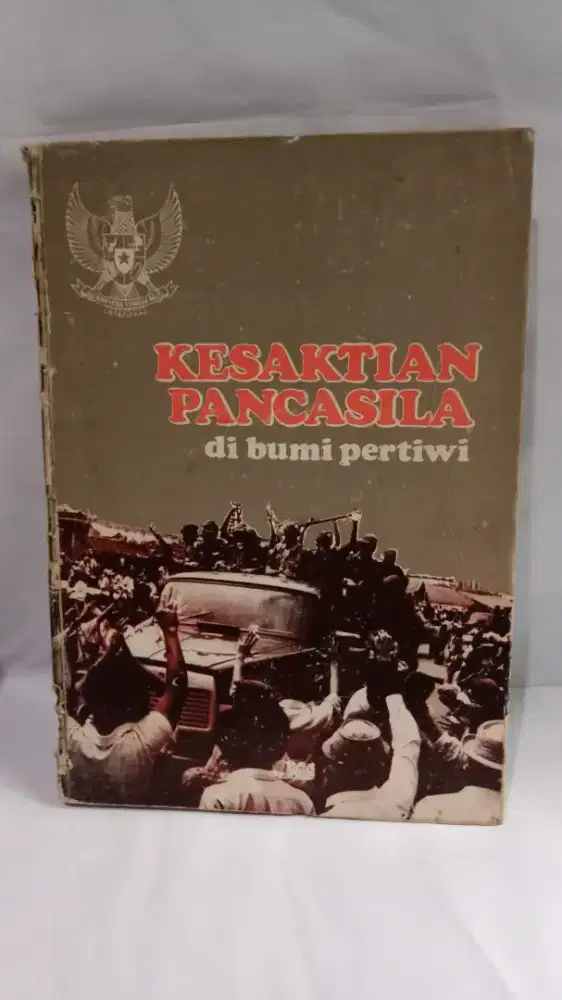 KESAKTIAN
PANCASILA
di bumi pertiwi